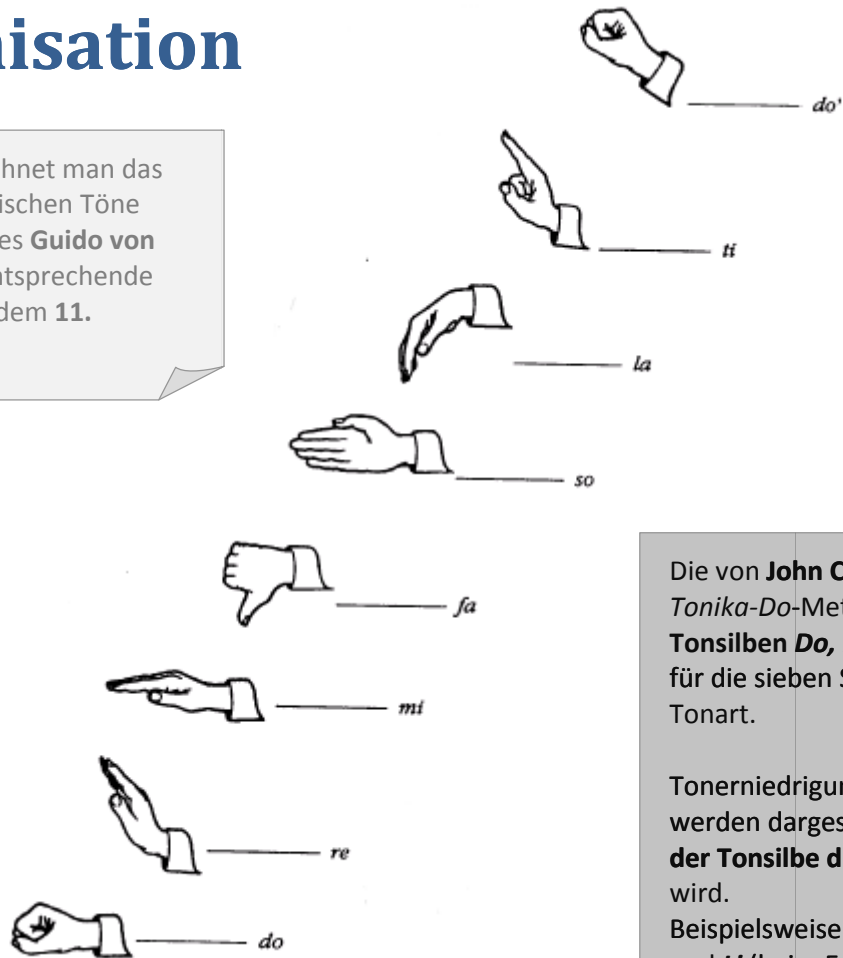 nisation
hnet man das
ischen Töne
es Guido von
ntsprechende
dem 11.
do'
ti
la
so
fa
mi
re
do
Die von John C
Tonika-Do-Met
Tonsilben Do,
für die sieben S
Tonart.
Tonerniedrigun
werden darges
der Tonsilbe d
wird.
Beispielsweise